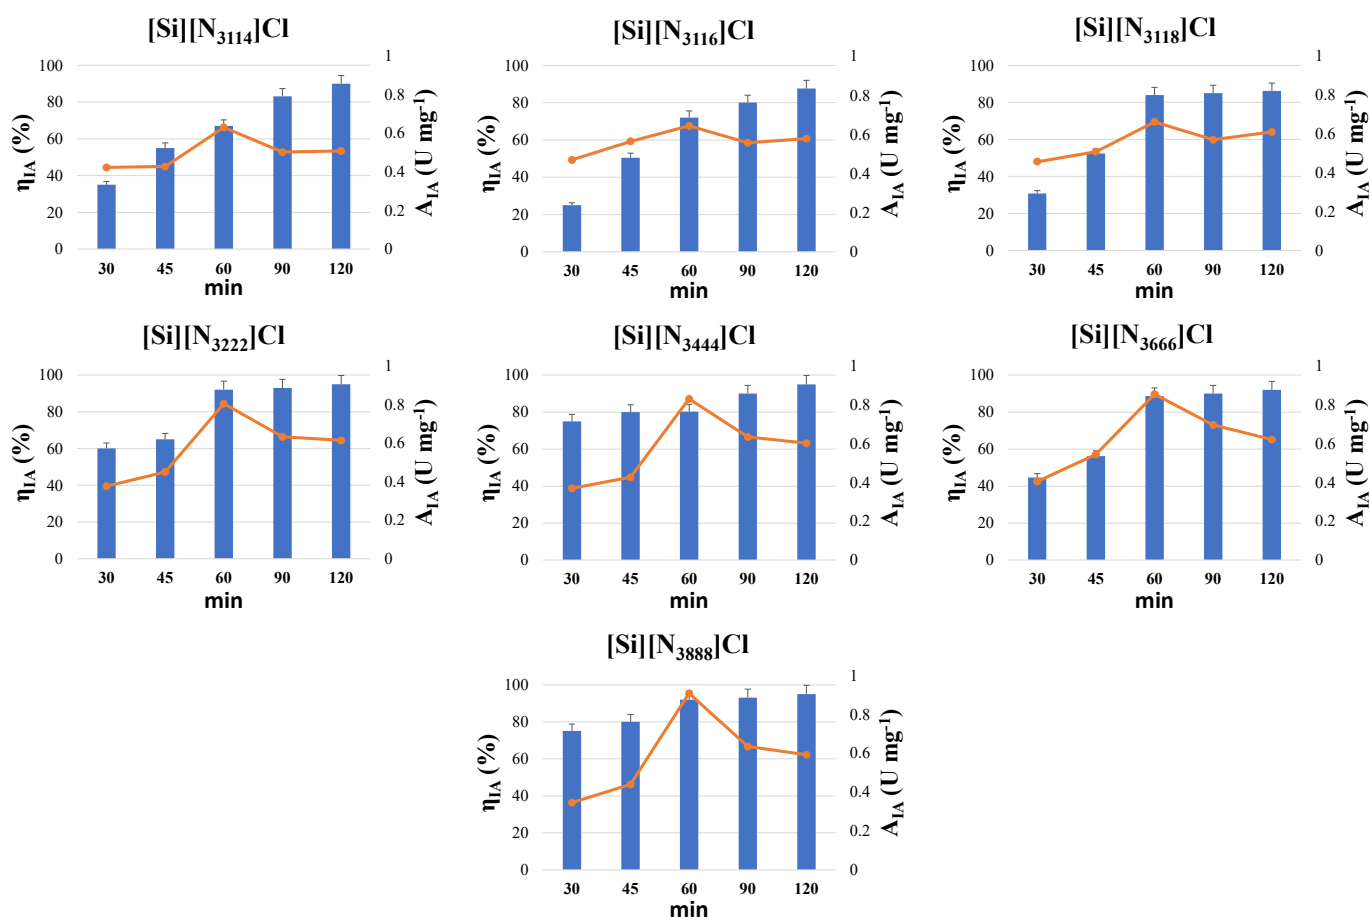 [Si][N3114]Cl
[Si][N3116]Cl
[Si][N3118]Cl
ηIA (%)
100
80
60
40
20
0
1
0.8
0.6
0.4
0.2
0
AIA (U mg-1)
30 45 60 90 120
min
ηIA (%)
100
80
60
40
20
0
1
0.8
0.6
0.4
0.2
0
AIA (U mg-1)
30 45 60 90 120
min
ηIA (%)
100
80
60
40
20
0
1
0.8
0.6
0.4
0.2
0
AIA (U mg-1)
30 45 60 90 120
min
[Si][N3222]Cl
[Si][N3444]Cl
[Si][N3666]Cl
ηIA (%)
100
80
60
40
20
0
1
0.8
0.6
0.4
0.2
0
AIA (U mg-1)
30 45 60 90 120
min
ηIA (%)
100
80
60
40
20
0
1
0.8
0.6
0.4
0.2
0
AIA (U mg-1)
30 45 60 90 120
min
ηIA (%)
100
80
60
40
20
0
1
0.8
0.6
0.4
0.2
0
AIA (U mg-1)
30 45 60 90 120
min
[Si][N3888]Cl
ηIA (%)
100
80
60
40
20
0
1
0.8
0.6
0.4
0.2
0
AIA (U mg-1)
30 45 60 90 120
min